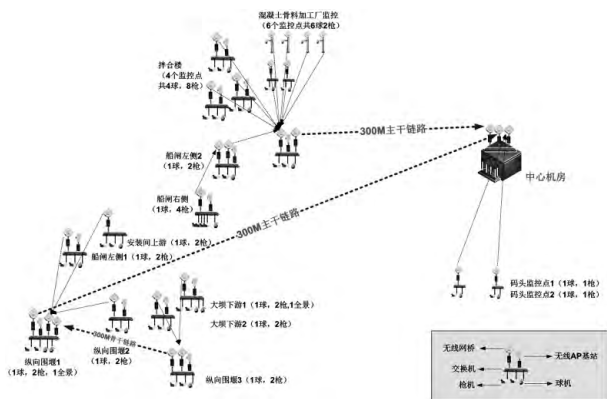 混凝土骨料加工厂监控
（6个监控点共6球2枪）
拌合楼
（4个监控点
共4球，8枪）
300M主干链路
船闸左侧2
（1球，2枪）
中心机房
船闸右侧
（1球，4枪）
300M主干链路
安装间上游（1球，2枪）
船闸左侧1（1球，2枪）
码头监控点1（1球，1枪）
码头监控点2（1球，1枪）
大坝下游1（1球，2枪,1全景）
大坝下游2（1球，2枪）
300M骨干链路
纵向围堰1
（1球，2枪，1全景）
纵向围堰2
（1球，2枪）
纵向围堰3（1球，2枪）
无线网桥
无线AP基站
交换机
枪机
球机